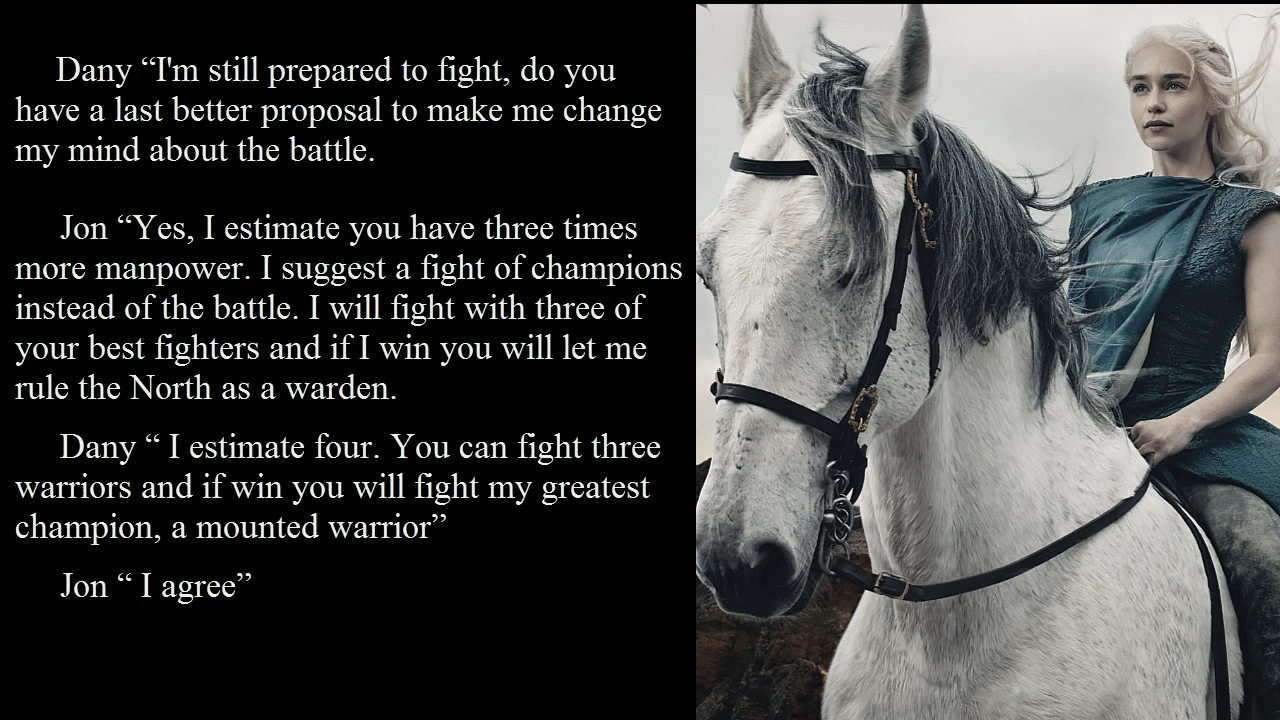 Dany “I'm still prepared to fight, do you
have a last better proposal to make me change
my mind about the battle.
Jon “Yes, I estimate you have three times
more manpower. I suggest a fight of champions
instead of the battle. I will fight with three of
your best fighters and if I win you will let me
rule the North as a warden.
Dany “ I estimate four. You can fight three
warriors and if win you will fight my greatest
champion, a mounted warrior”
Jon “ I agree”